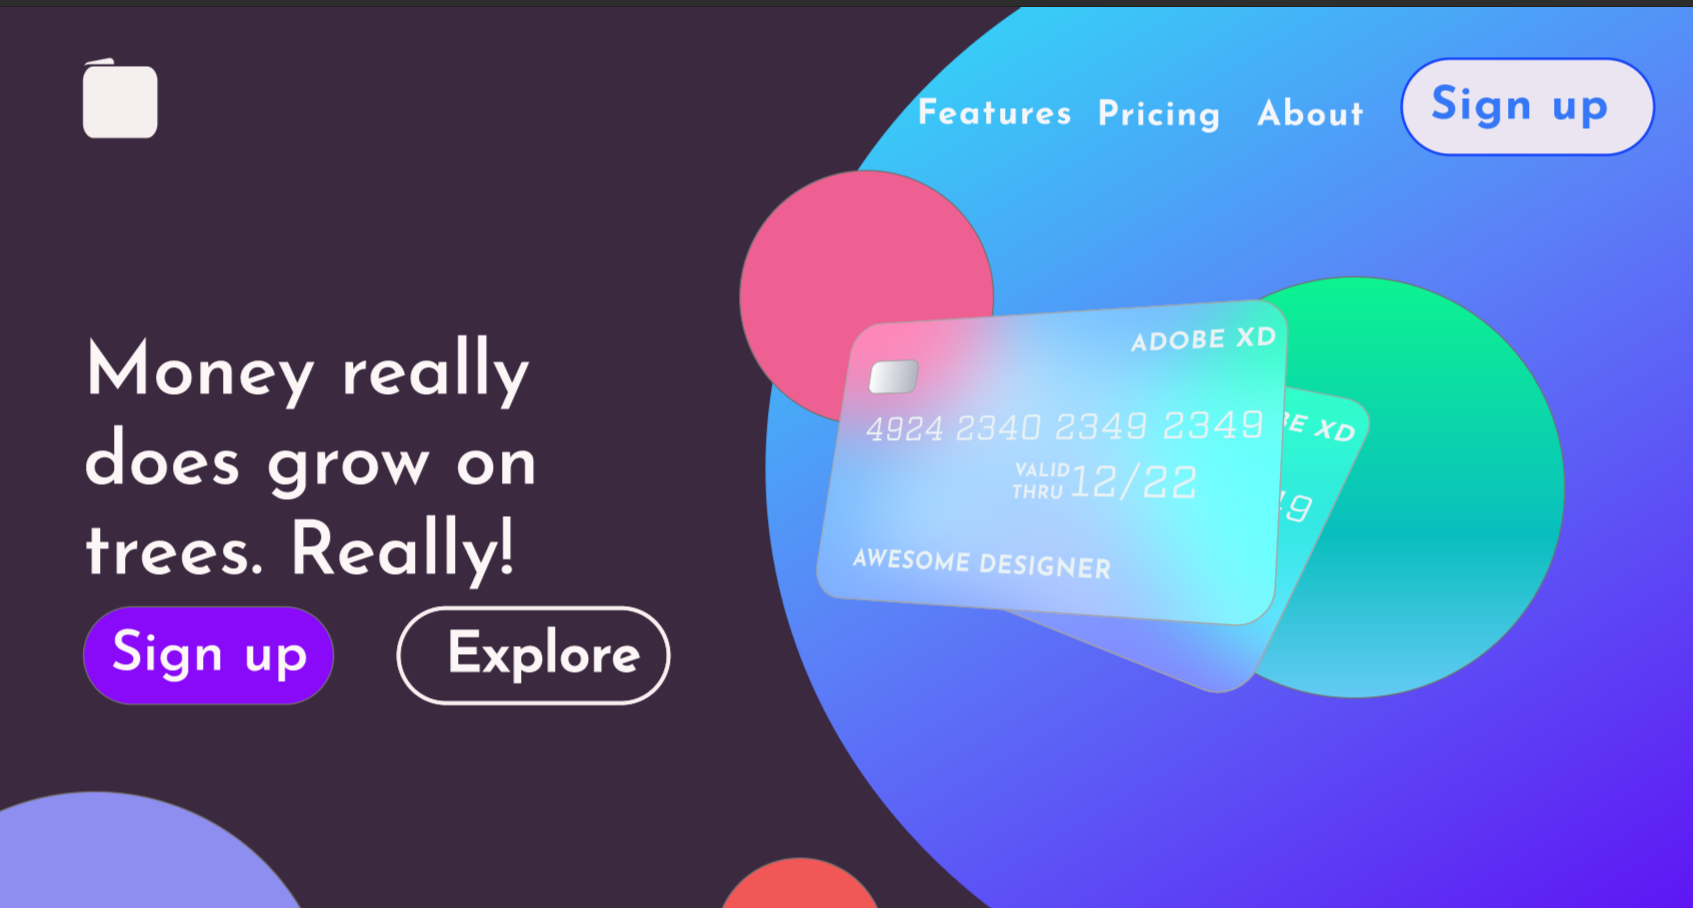 Features Pricing About Sign up
Money really
does grow on
trees. Really!
Sign up Explore
ADOBE XD
4924 2340 2349 2349
VALID
THRU 12/22
AWESOME DESIGNER
XD